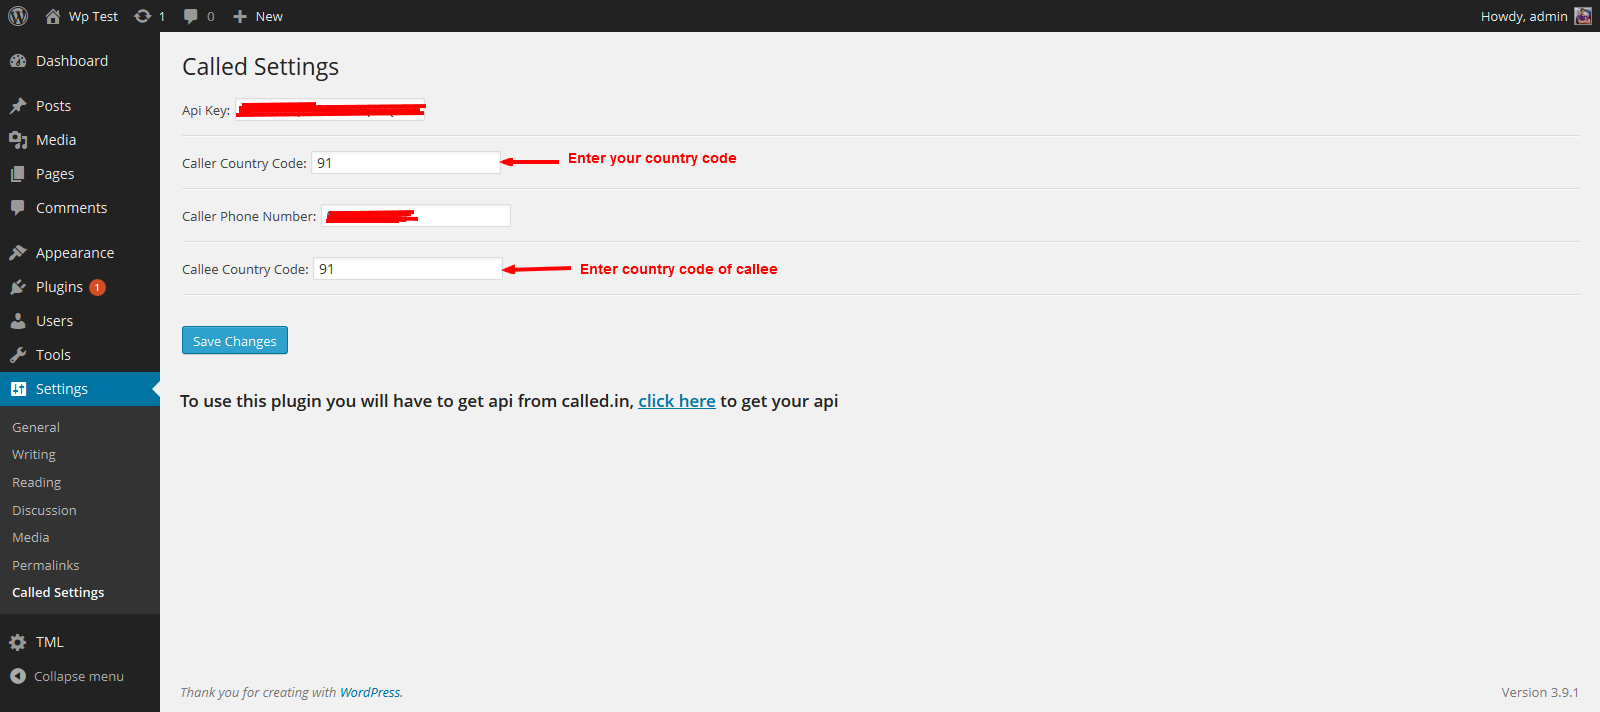 Wp Test 1 0 New Howdy, admin
Dashboard
Posts
Media
Pages
Comments
Appearance
Plugins 1
Users
Tools
Settings
General
Writing
Reading
Discussion
Media
Permalinks
Called Settings
TML
Collapse menu
Called Settings
Api Key:
Caller Country Code: 91 Enter your country code
Caller Phone Number:
Callee Country Code: 91 Enter country code of callee
Save Changes
To use this plugin you will have to get api from called.in, click here to get your api
Thank you for creating with WordPress. Version 3.9.1